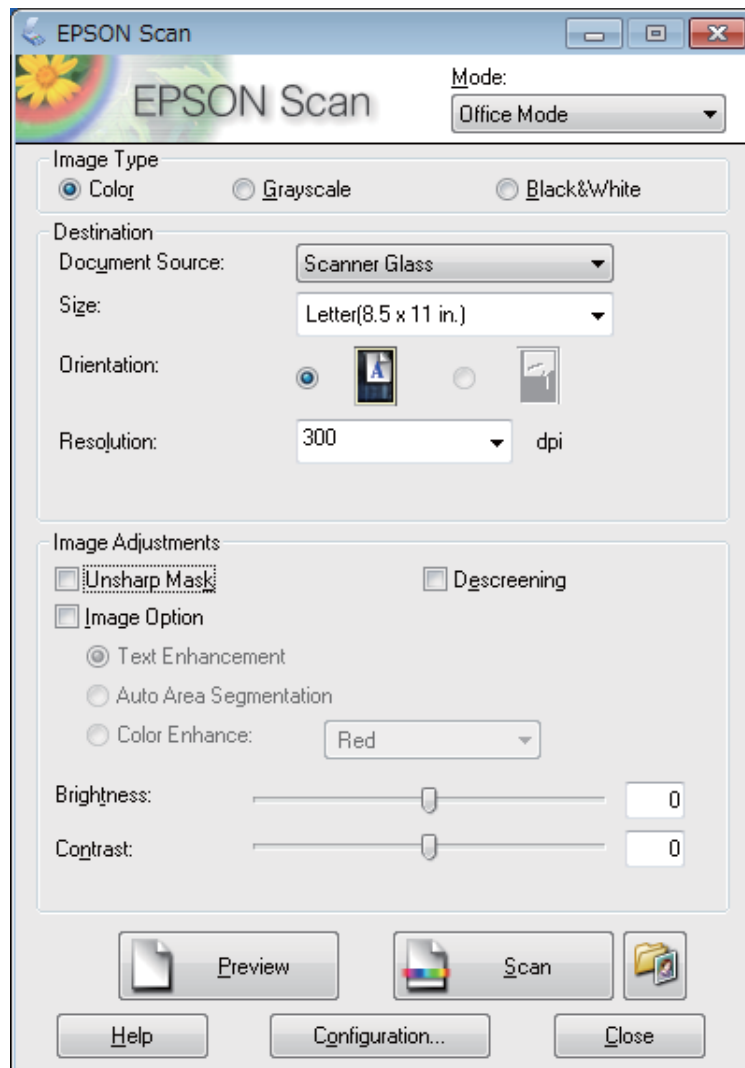 EPSON Scan
EPSON Scan
Mode:
Office Mode
Image Type
Color Grayscale Black&White
Destination
Document Source: Scanner Glass
Size: Letter(8.5 x 11 in.)
Orientation: A
Resolution: 300 dpi
Image Adjustments
Unsharp Mask Descreening
Image Option
Text Enhancement
Auto Area Segmentation
Color Enhance: Red
Brightness: 0
Contrast: 0
Preview Scan
Help Configuration... Close